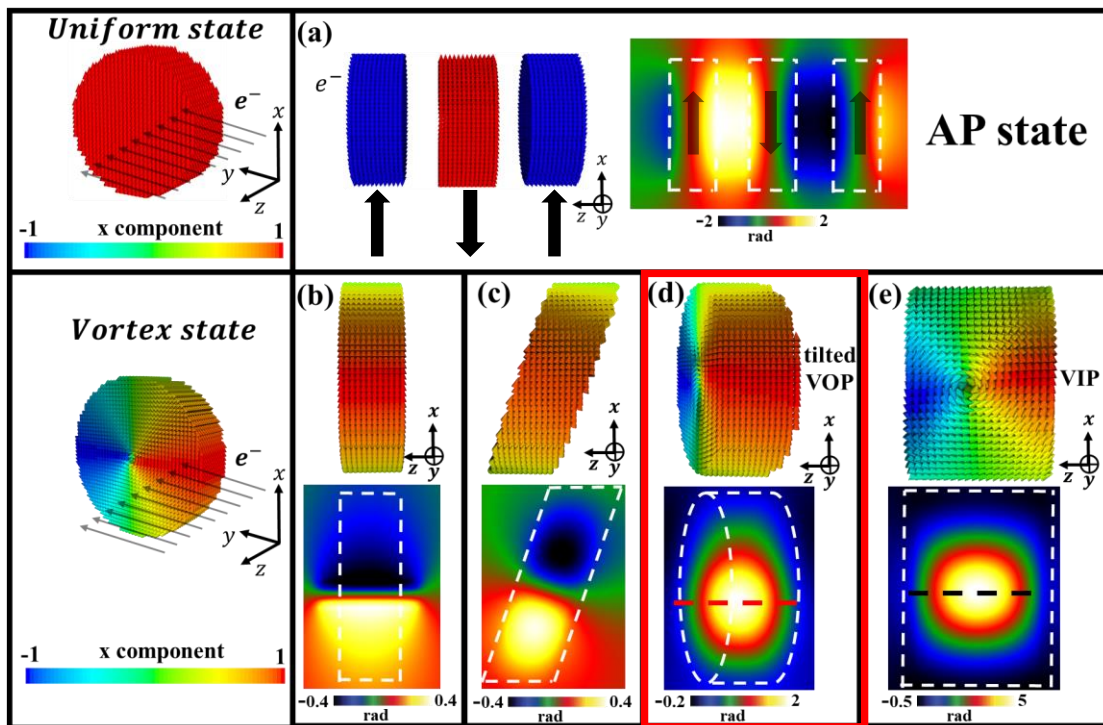 Uniform state
e⁻
x
y
z
-1 x component 1
(a)
e⁻
x
z y
-2 2
rad
AP state
Vortex state
e⁻
x
y
z
-1 x component 1
(b)
x
z y
-0.4 0.4
rad
(c)
x
z y
-0.4 0.4
rad
(d)
tilted
VOP
x
z y
-0.2 2
rad
(e)
VIP
x
z y
-0.5 5
rad